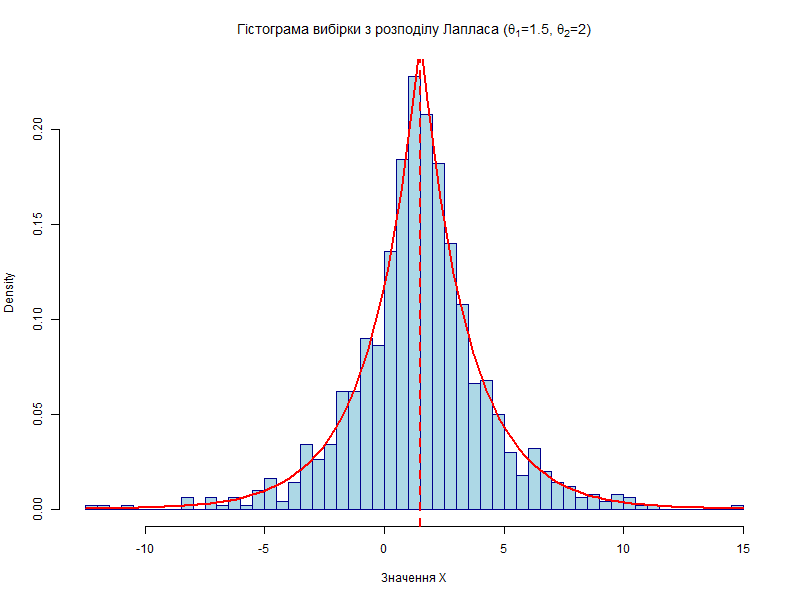 Гістограма вибірки з розподілу Лапласа (θ₁=1.5, θ₂=2)
Density
0.20
0.15
0.10
0.05
0.00
-10 -5 0 5 10 15
Значення X